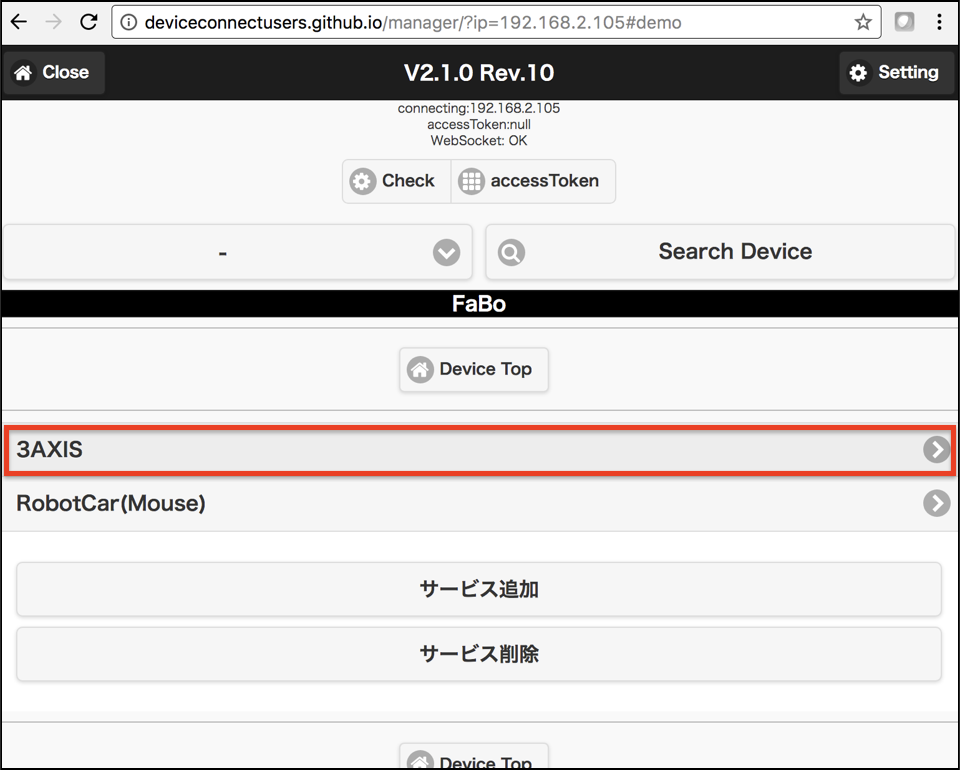 deviceconnectusers.github.io/manager/?ip=192.168.2.105#demo
Close
V2.1.0 Rev.10
Setting
connecting:192.168.2.105
accessToken:null
WebSocket: OK
Check
accessToken
-
Search Device
FaBo
Device Top
3AXIS
RobotCar(Mouse)
サービス追加
サービス削除
Device Top